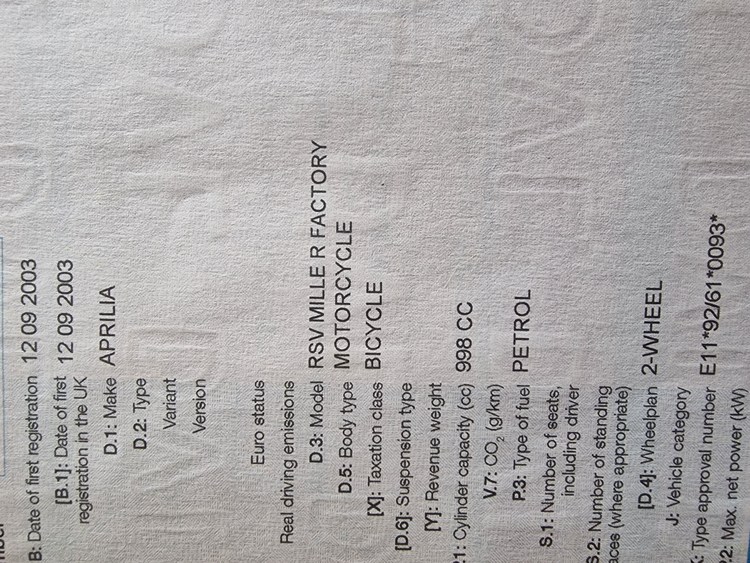 B: Date of first registration 12 09 2003
[B.1]: Date of first 12 09 2003
registration in the UK
D.1: Make APRILIA
D.2: Type
Variant
Version
Euro status
Real driving emissions
D.3: Model RSV MILLE R FACTORY
D.5: Body type MOTORCYCLE
[X]: Taxation class BICYCLE
[D.6]: Suspension type
[Y]: Revenue weight
1: Cylinder capacity (cc) 998 CC
V.7: CO2 (g/km)
P.3: Type of fuel PETROL
S.1: Number of seats,
including driver
S.2: Number of standing
aces (where appropriate)
[D.4]: Wheelplan 2-WHEEL
J: Vehicle category
: Type approval number E11*92/61*0093*
.2: Max. net power (kW)